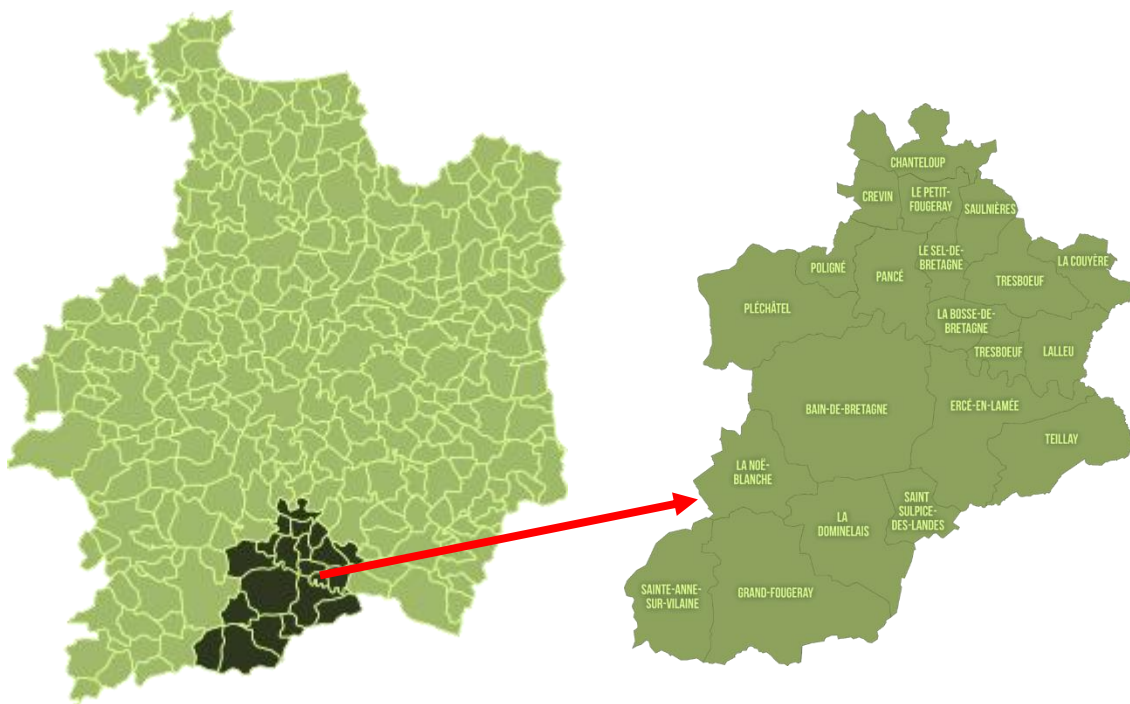 CHANTELOUP
CREVIN
LE PETIT-
FOUGERAY
SAULNIÈRES
LE SEL-DE-
BRETAGNE
LA COUYÈRE
POLIGNÉ
PANCÉ
TRESBOEUF
PLÉCHÂTEL
LA BOSSE-DE-
BRETAGNE
TRESBOEUF
LALLEU
BAIN-DE-BRETAGNE
ERCÉ-EN-LAMÉE
TEILLAY
LA NOË-
BLANCHE
SAINT
SULPICE-
DES-LANDES
LA
DOMINELAIS
SAINTE-ANNE-
SUR-VILAINE
GRAND-FOUGERAY